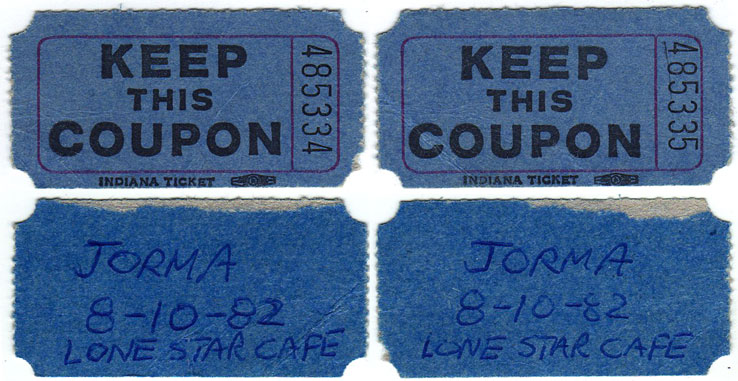 KEEP
THIS
COUPON
485334
INDIANA TICKET
KEEP
THIS
COUPON
485335
INDIANA TICKET
JORMA
8-10-82
LONE STAR CAFE
JORMA
8-10-82
LONE STAR CAFE